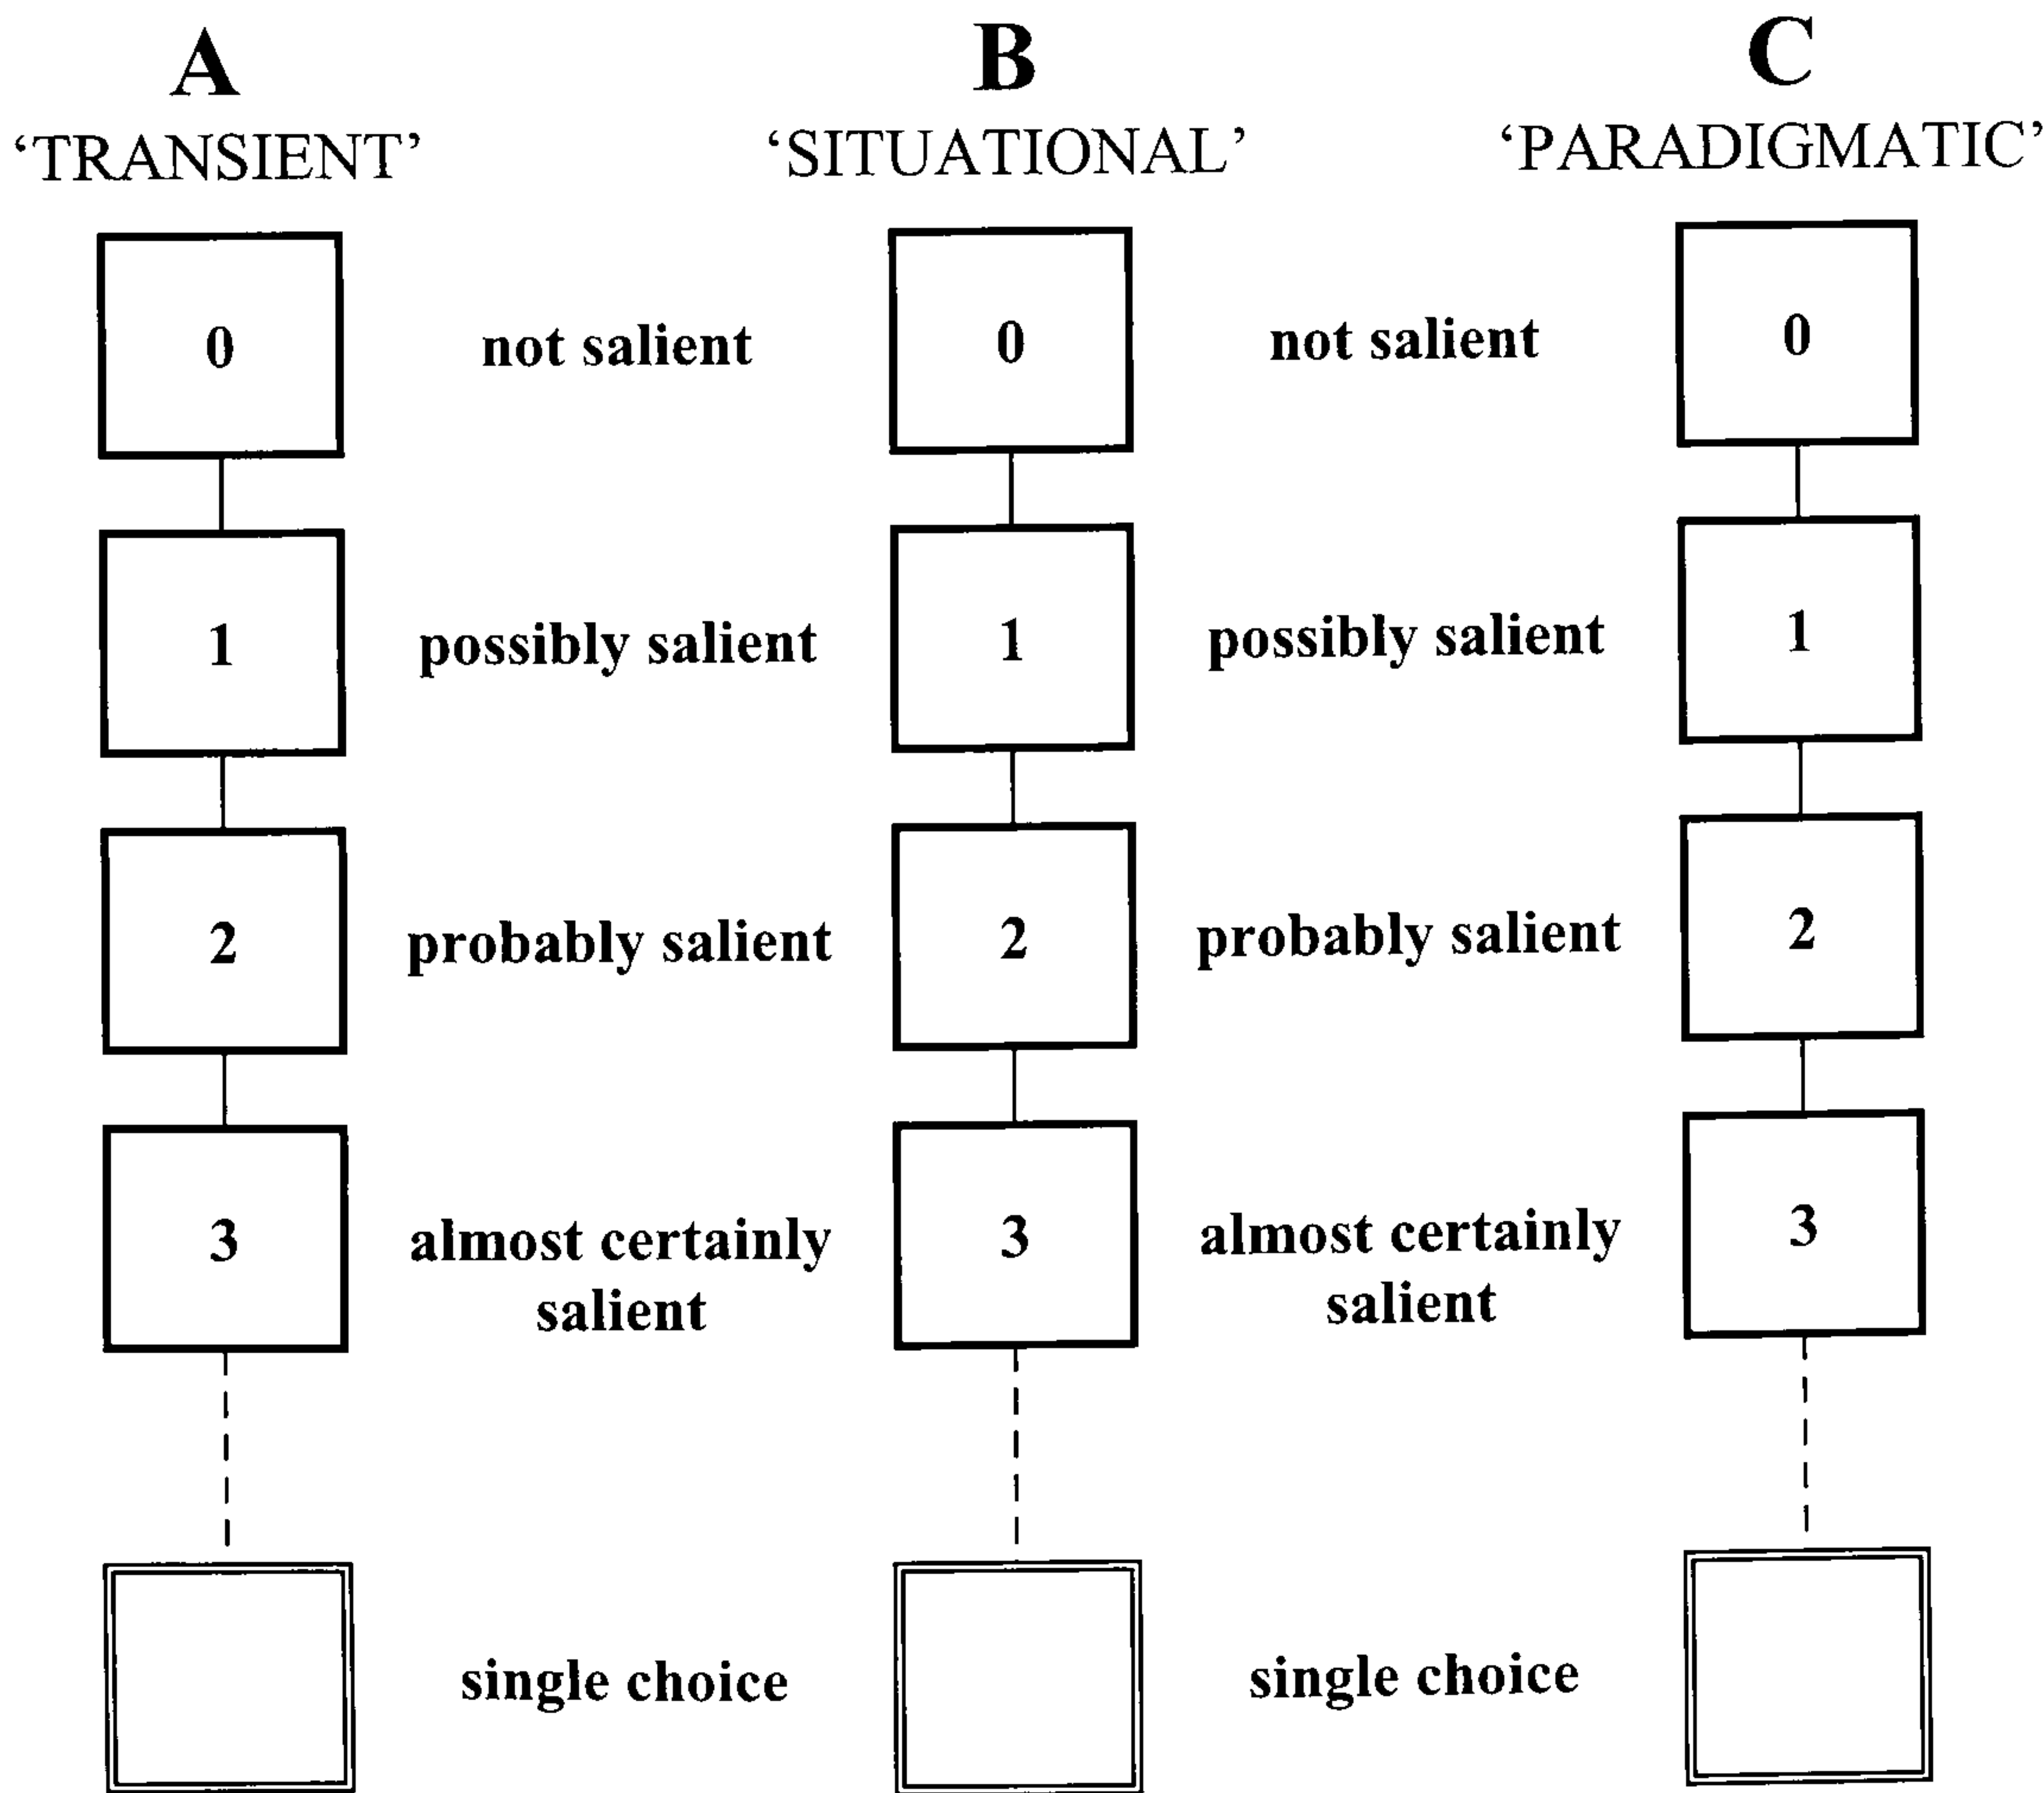 A B C
‘TRANSIENT’ ‘SITUATIONAL’ ‘PARADIGMATIC’
0 not salient 0 not salient 0
1 possibly salient 1 possibly salient 1
2 probably salient 2 probably salient 2
3 almost certainly 3 almost certainly 3
salient salient
single choice single choice